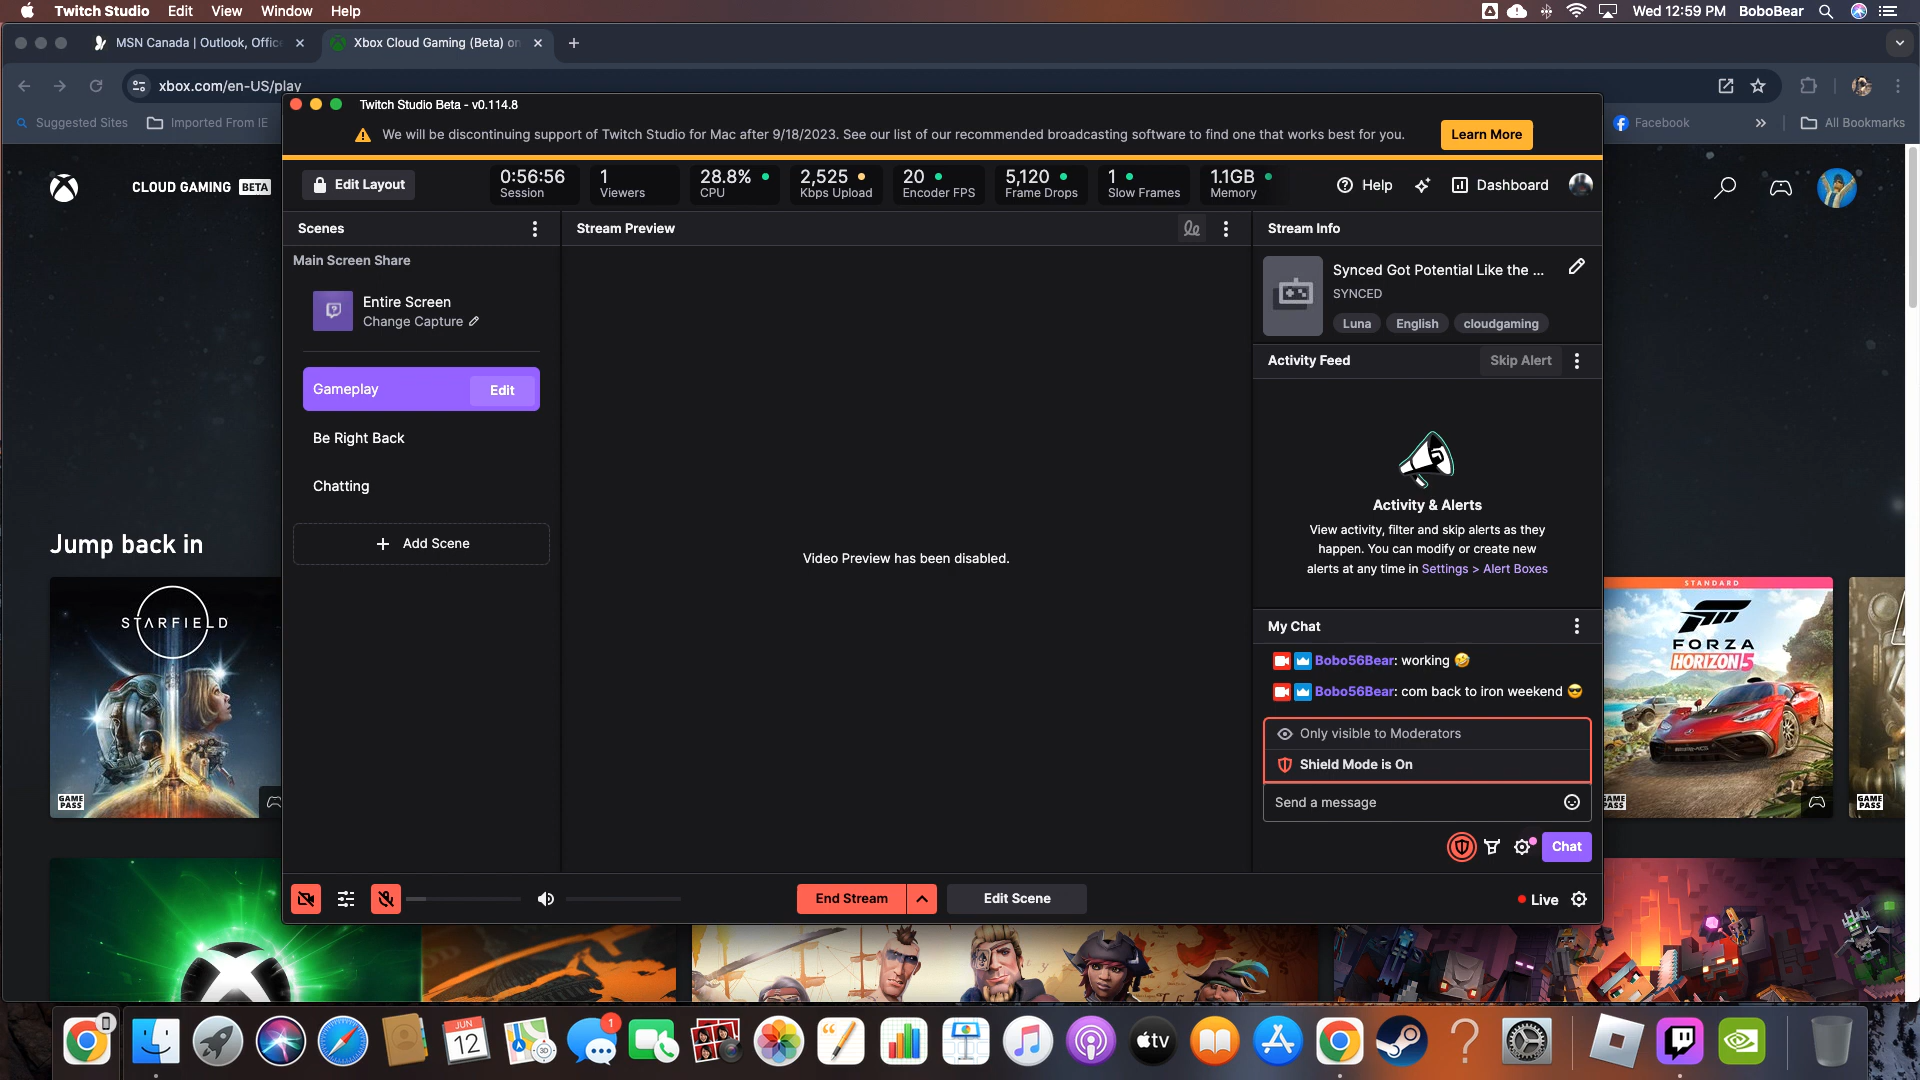 Twitch Studio Edit View Window Help
Wed 12:59 PM BoboBear
MSN Canada | Outlook, Office
Xbox Cloud Gaming (Beta) on
xbox.com/en-US/play
Suggested Sites Imported From IE
Facebook
» All Bookmarks
Twitch Studio Beta - v0.114.8
We will be discontinuing support of Twitch Studio for Mac after 9/18/2023. See our list of our recommended broadcasting software to find one that works best for you.
Learn More
CLOUD GAMING BETA
Edit Layout
0:56:56
Session
1
Viewers
28.8%
CPU
2,525
Kbps Upload
20
Encoder FPS
5,120
Frame Drops
1
Slow Frames
1.1GB
Memory
Help
Dashboard
Scenes
Main Screen Share
Entire Screen
Change Capture
Gameplay
Edit
Be Right Back
Chatting
+ Add Scene
Stream Preview
Video Preview has been disabled.
Stream Info
Synced Got Potential Like the ...
SYNCED
Luna English cloudgaming
Activity Feed
Skip Alert
Activity & Alerts
View activity, filter and skip alerts as they
happen. You can modify or create new
alerts at any time in Settings > Alert Boxes
My Chat
Bobo56Bear: working 🤣
Bobo56Bear: com back to iron weekend 😎
Only visible to Moderators
Shield Mode is On
Send a message
Chat
End Stream
Edit Scene
Live
Jump back in
STARFIELD
GAME
PASS
STANDARD
FORZA
HORIZON 5
GAME
PASS
GAME
PASS
JUN
12
3D
1
tv
?